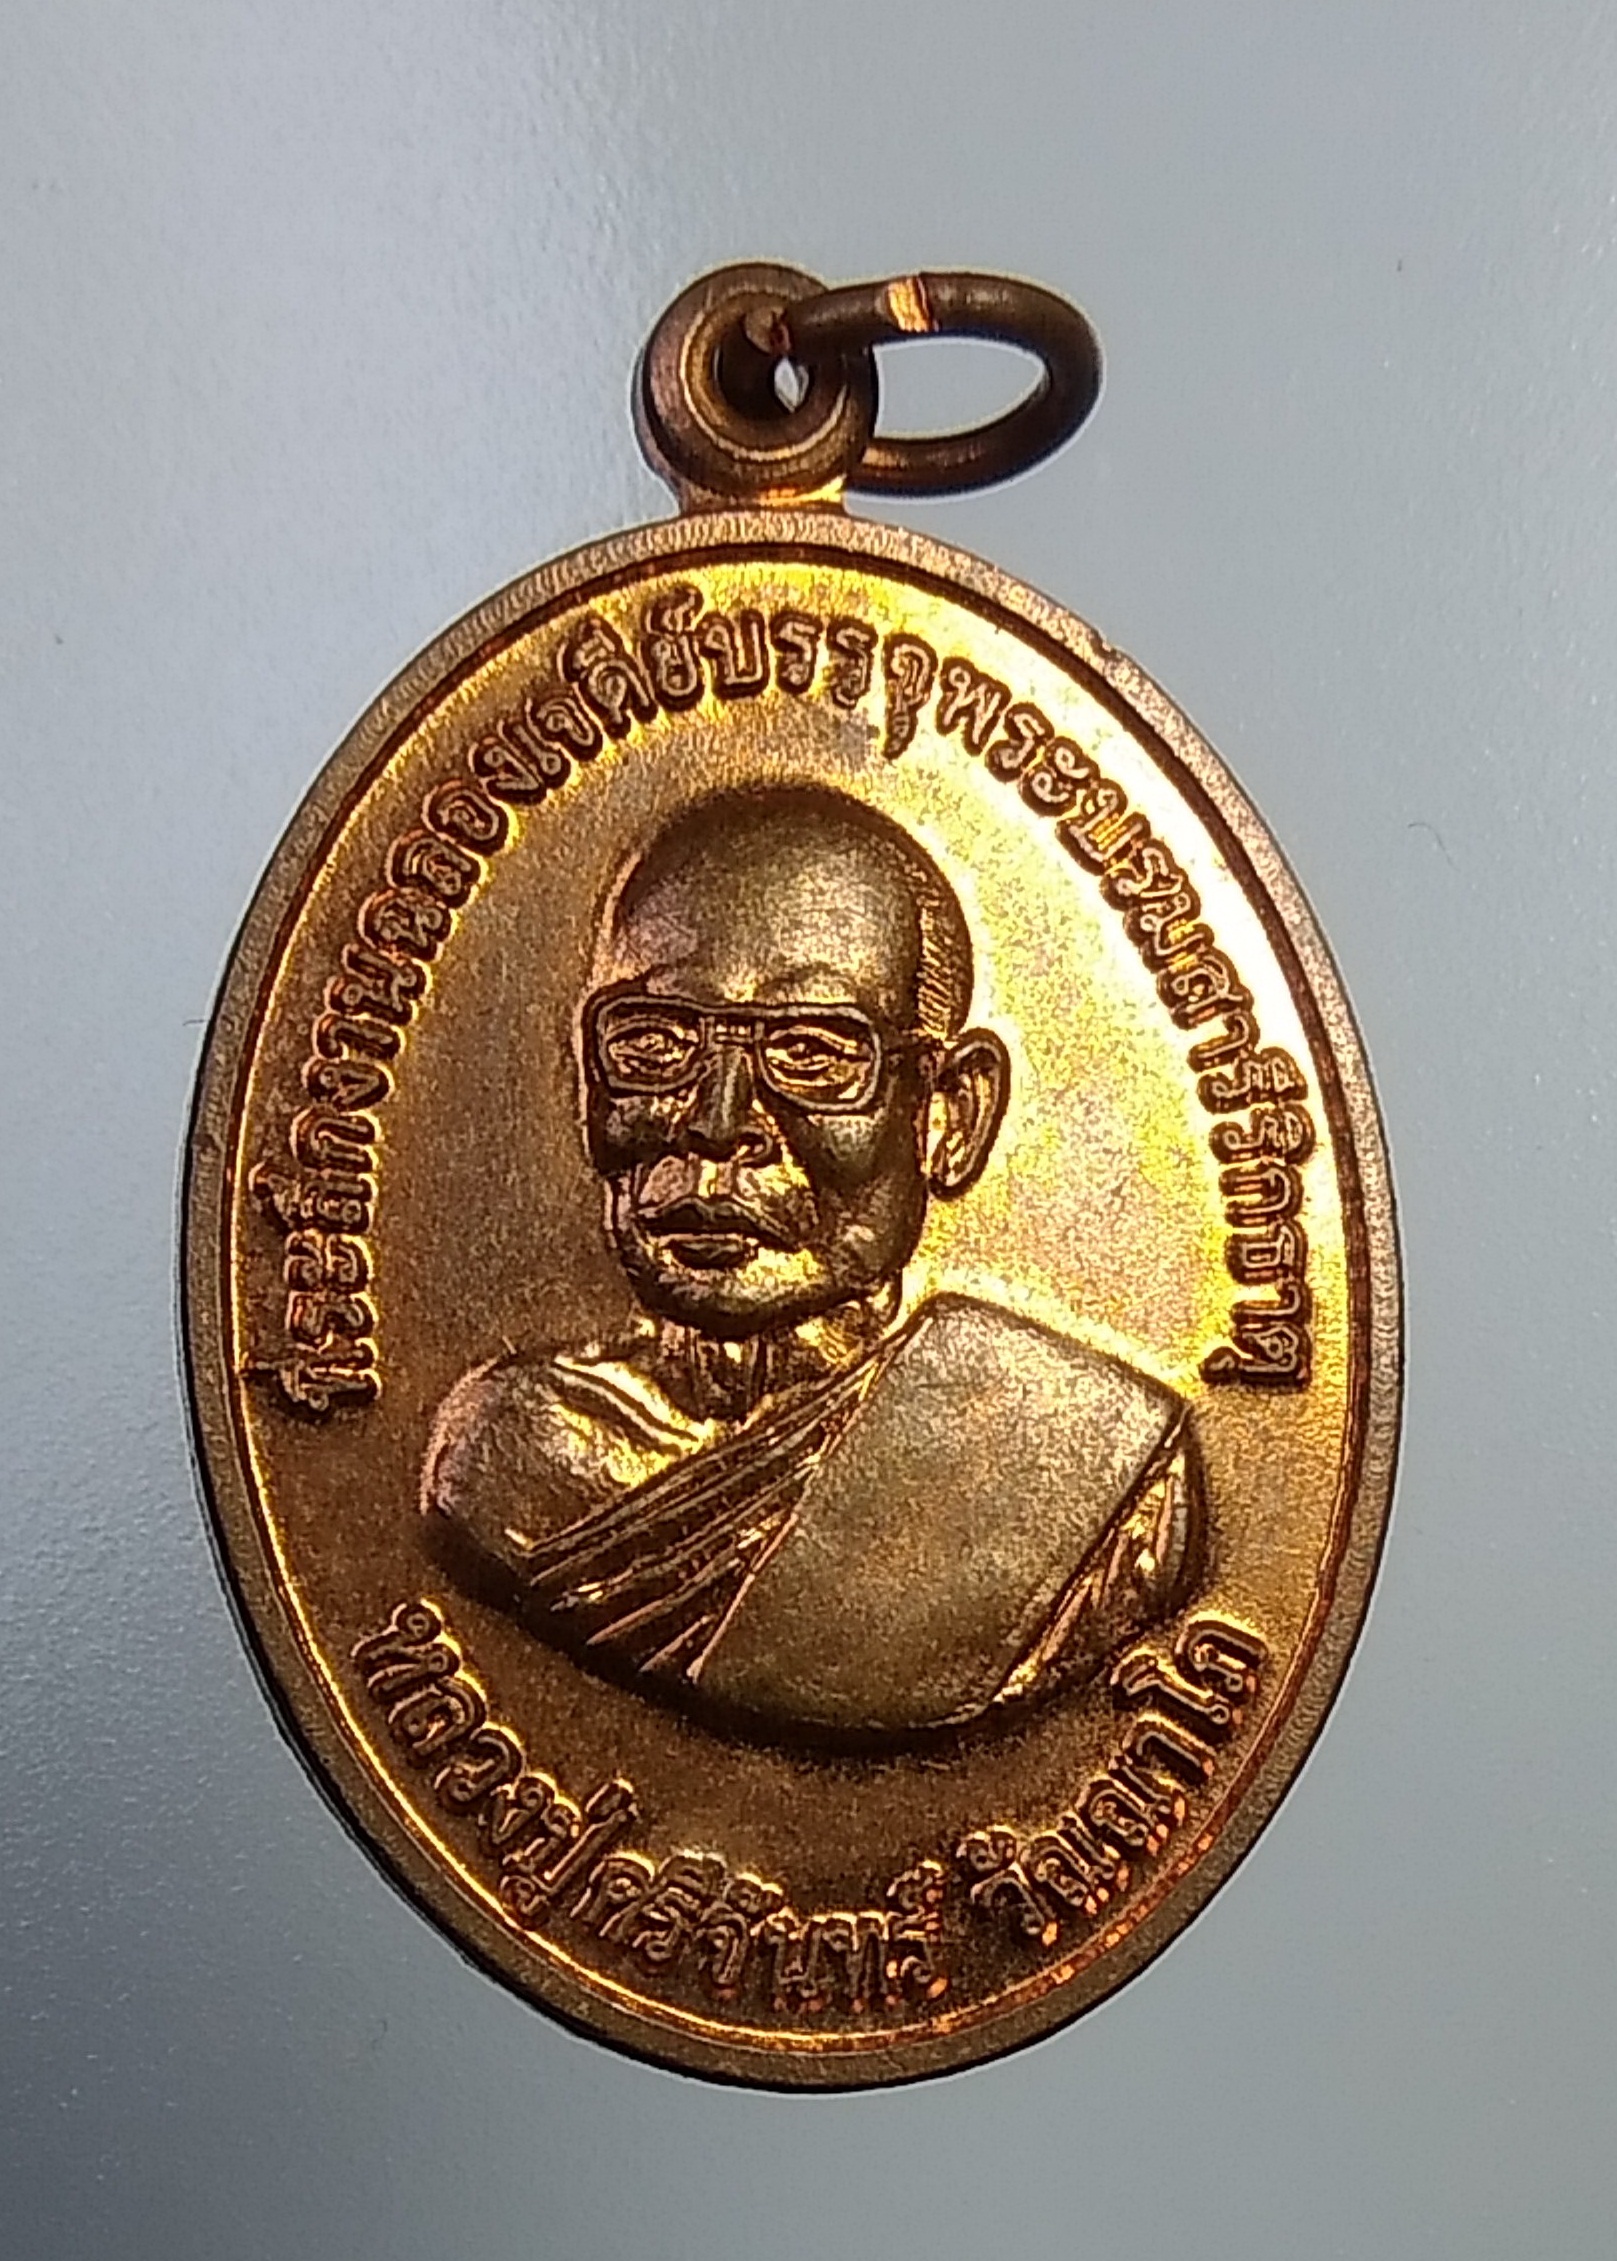 ที่ระลึกงานฉลองเจดีย์บรรจุพระบรมสารีริกธาตุ
หลวงปู่ศรีจันทร์ วัณณาโภ